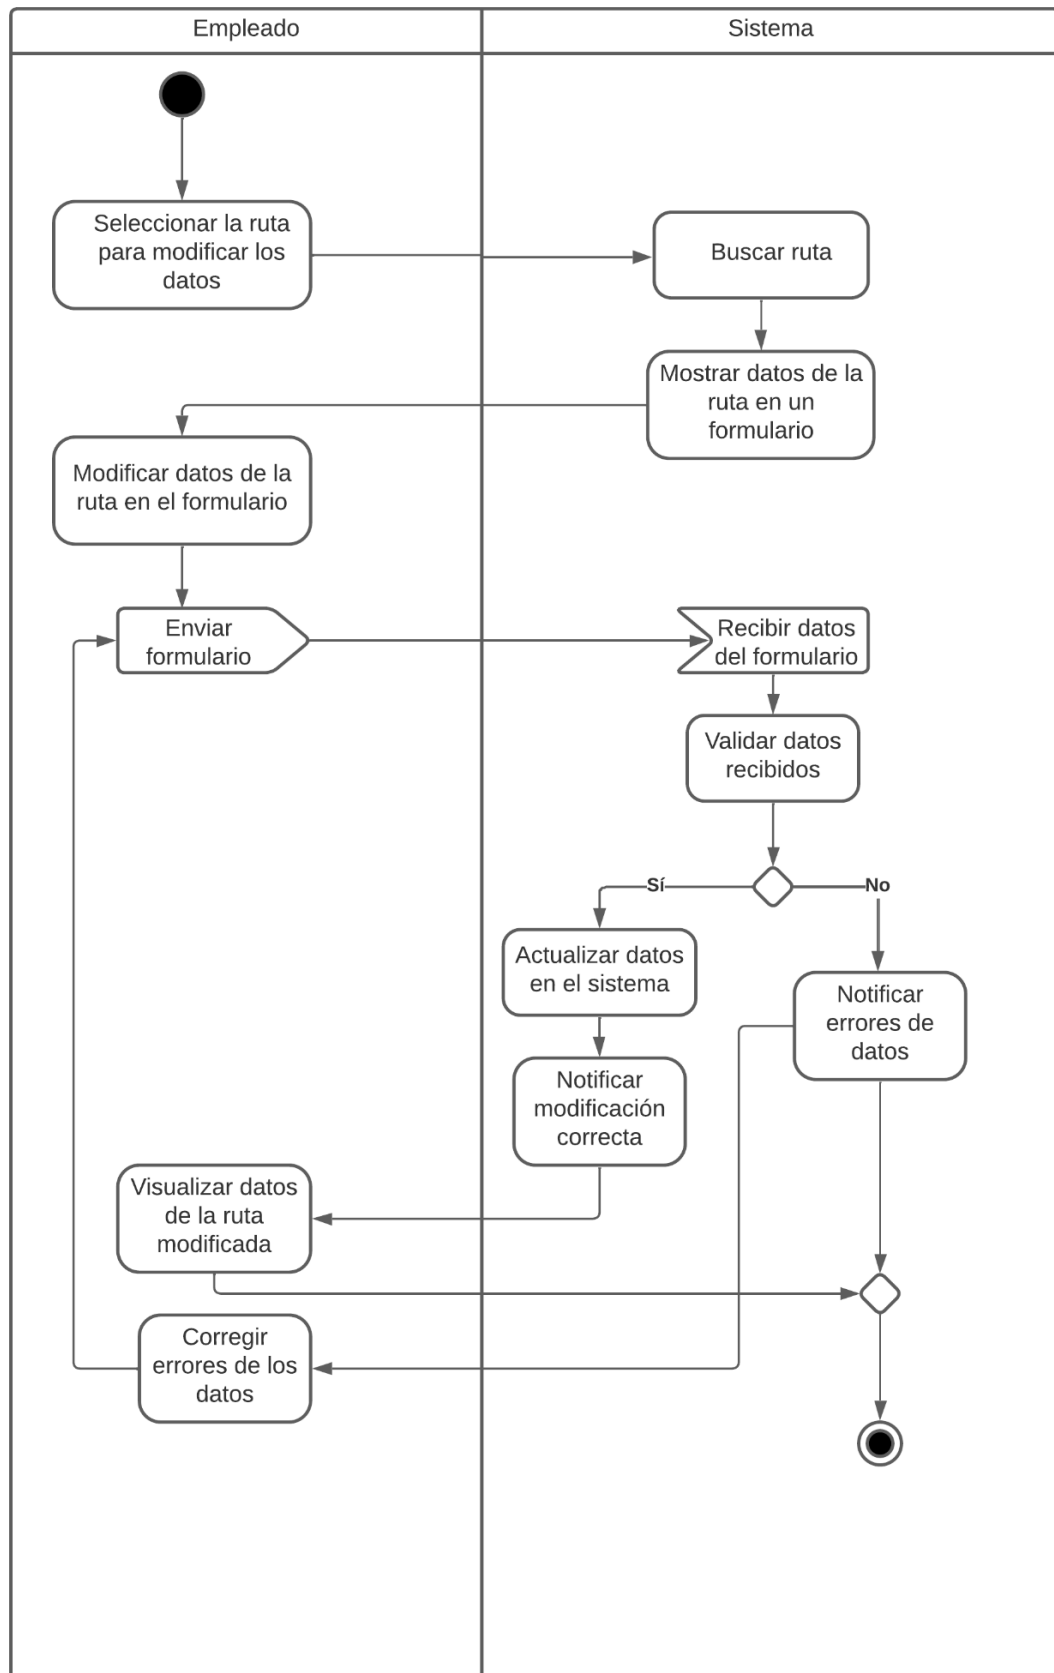 Empleado
Sistema
Seleccionar la ruta
para modificar los
datos
Buscar ruta
Mostrar datos de la
ruta en un
formulario
Modificar datos de la
ruta en el formulario
Enviar
formulario
Recibir datos
del formulario
Validar datos
recibidos
Sí
No
Actualizar datos
en el sistema
Notificar
errores de
datos
Notificar
modificación
correcta
Visualizar datos
de la ruta
modificada
Corregir
errores de los
datos